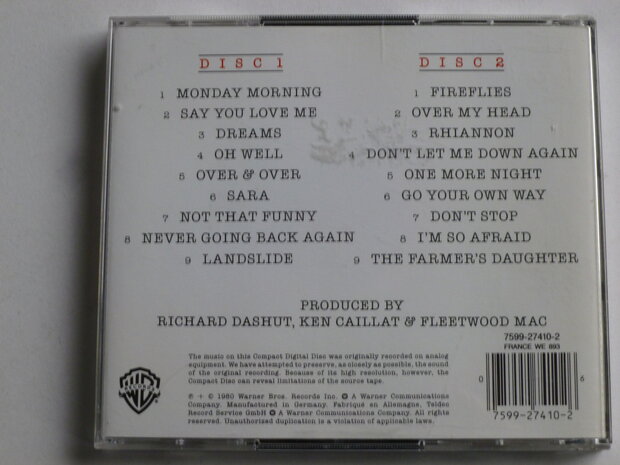 DISC 1
1 MONDAY MORNING
2 SAY YOU LOVE ME
3 DREAMS
4 OH WELL
5 OVER & OVER
6 SARA
7 NOT THAT FUNNY
8 NEVER GOING BACK AGAIN
9 LANDSLIDE
DISC 2
1 FIREFLIES
2 OVER MY HEAD
3 RHIANNON
4 DON'T LET ME DOWN AGAIN
5 ONE MORE NIGHT
6 GO YOUR OWN WAY
7 DON'T STOP
8 I'M SO AFRAID
9 THE FARMER'S DAUGHTER
PRODUCED BY
RICHARD DASHUT, KEN CAILLAT & FLEETWOOD MAC
The music on this Compact Digital Disc was originally recorded on analog
equipment. We have attempted to preserve, as closely as possible, the sound
of the original recording. Because of its high resolution, however, the
Compact Disc can reveal limitations of the source tape.
℗ + © 1980 Warner Bros. Records Inc. A Warner Communications
Company. Manufactured in Germany. Fabriqué en Allemagne, Teldec
Record Service GmbH A Warner Communications Company. All rights
reserved. Unauthorized duplication is a violation of applicable laws.
7599-27410-2
FRANCE WE 893
0 6
7599-27410-2